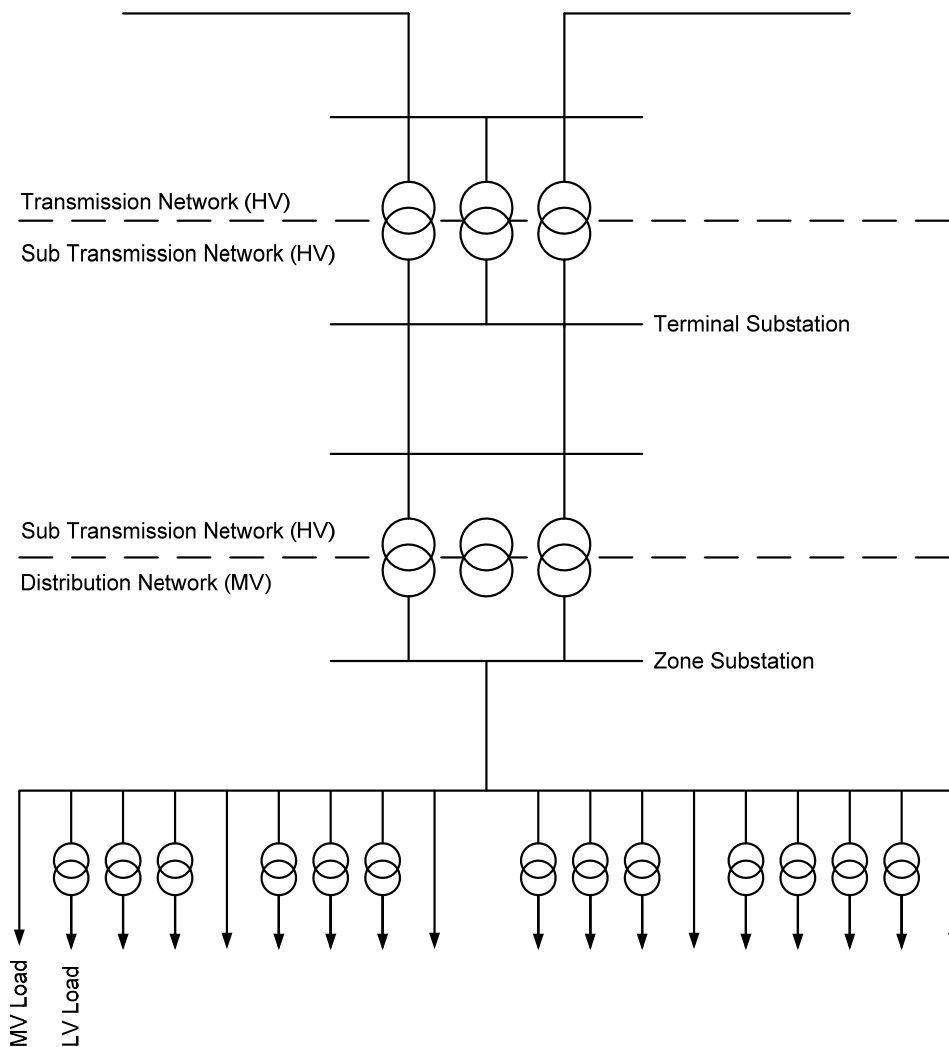 Transmission Network (HV)
Sub Transmission Network (HV)
Terminal Substation
Sub Transmission Network (HV)
Distribution Network (MV)
Zone Substation
MV Load
LV Load